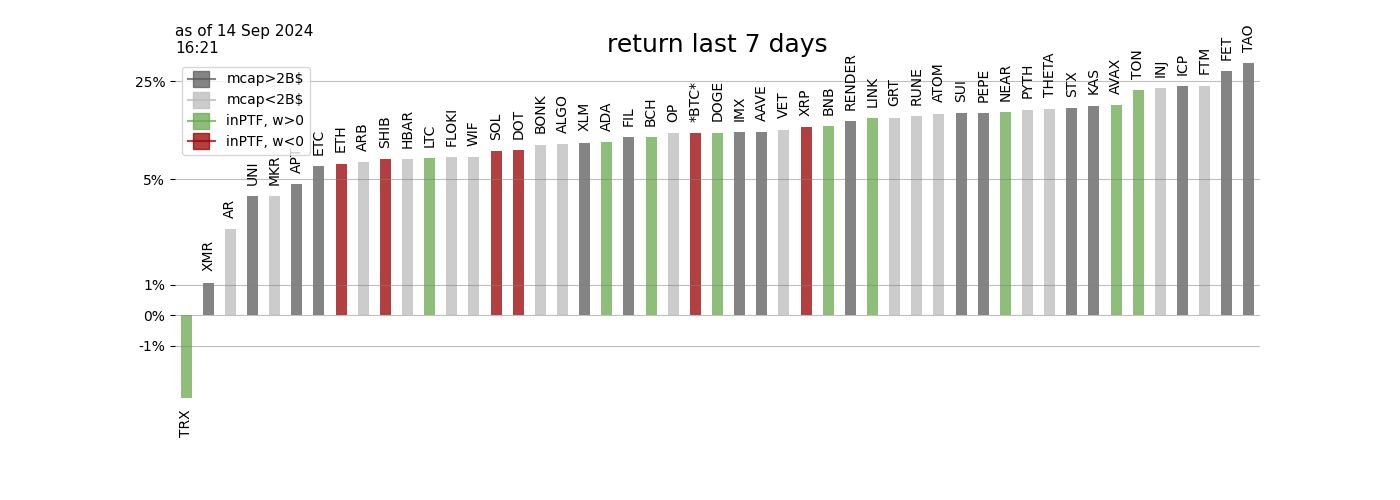 as of 14 Sep 2024
16:21
return last 7 days
mcap>2B$
mcap<2B$
inPTF, w>0
inPTF, w<0
25%
5%
1%
0%
-1%
TRX
XMR
AR
UNI
MKR
APT
ETC
ETH
ARB
SHIB
HBAR
LTC
FLOKI
WIF
SOL
DOT
BONK
ALGO
XLM
ADA
FIL
BCH
OP
*BTC*
DOGE
IMX
AAVE
VET
XRP
BNB
RENDER
LINK
GRT
RUNE
ATOM
SUI
PEPE
NEAR
PYTH
THETA
STX
KAS
AVAX
TON
INJ
ICP
FTM
FET
TAO